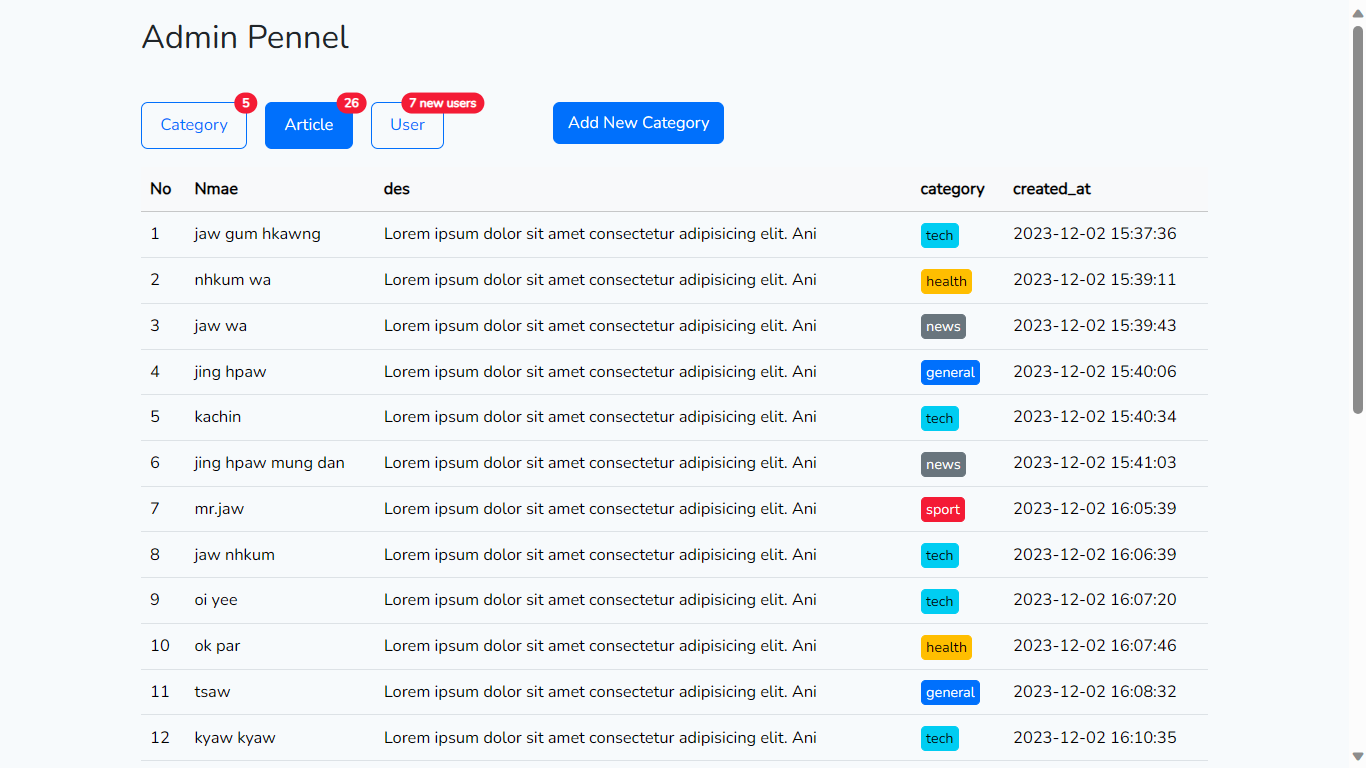 Admin Pennel
5 26 7 new users
Category Article User Add New Category
No Nmae des category created_at
1 jaw gum hkawng Lorem ipsum dolor sit amet consectetur adipisicing elit. Ani tech 2023-12-02 15:37:36
2 nhkum wa Lorem ipsum dolor sit amet consectetur adipisicing elit. Ani health 2023-12-02 15:39:11
3 jaw wa Lorem ipsum dolor sit amet consectetur adipisicing elit. Ani news 2023-12-02 15:39:43
4 jing hpaw Lorem ipsum dolor sit amet consectetur adipisicing elit. Ani general 2023-12-02 15:40:06
5 kachin Lorem ipsum dolor sit amet consectetur adipisicing elit. Ani tech 2023-12-02 15:40:34
6 jing hpaw mung dan Lorem ipsum dolor sit amet consectetur adipisicing elit. Ani news 2023-12-02 15:41:03
7 mr.jaw Lorem ipsum dolor sit amet consectetur adipisicing elit. Ani sport 2023-12-02 16:05:39
8 jaw nhkum Lorem ipsum dolor sit amet consectetur adipisicing elit. Ani tech 2023-12-02 16:06:39
9 oi yee Lorem ipsum dolor sit amet consectetur adipisicing elit. Ani tech 2023-12-02 16:07:20
10 ok par Lorem ipsum dolor sit amet consectetur adipisicing elit. Ani health 2023-12-02 16:07:46
11 tsaw Lorem ipsum dolor sit amet consectetur adipisicing elit. Ani general 2023-12-02 16:08:32
12 kyaw kyaw Lorem ipsum dolor sit amet consectetur adipisicing elit. Ani tech 2023-12-02 16:10:35